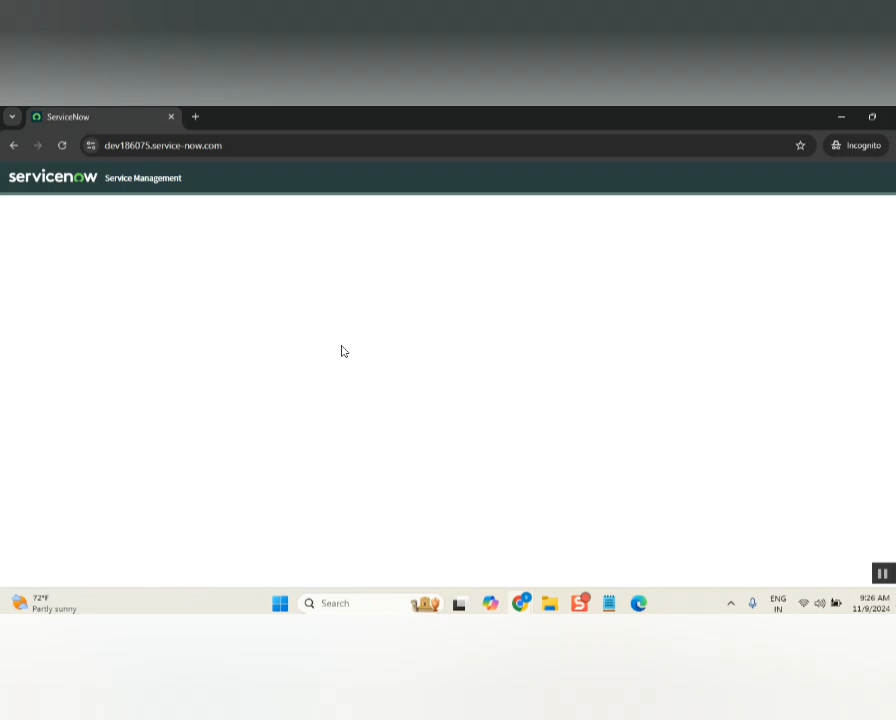 ServiceNow
dev186075.service-now.com
Incognito
servicenow Service Management
72°F
Partly sunny
Search
ENG
IN
9:26 AM
11/9/2024